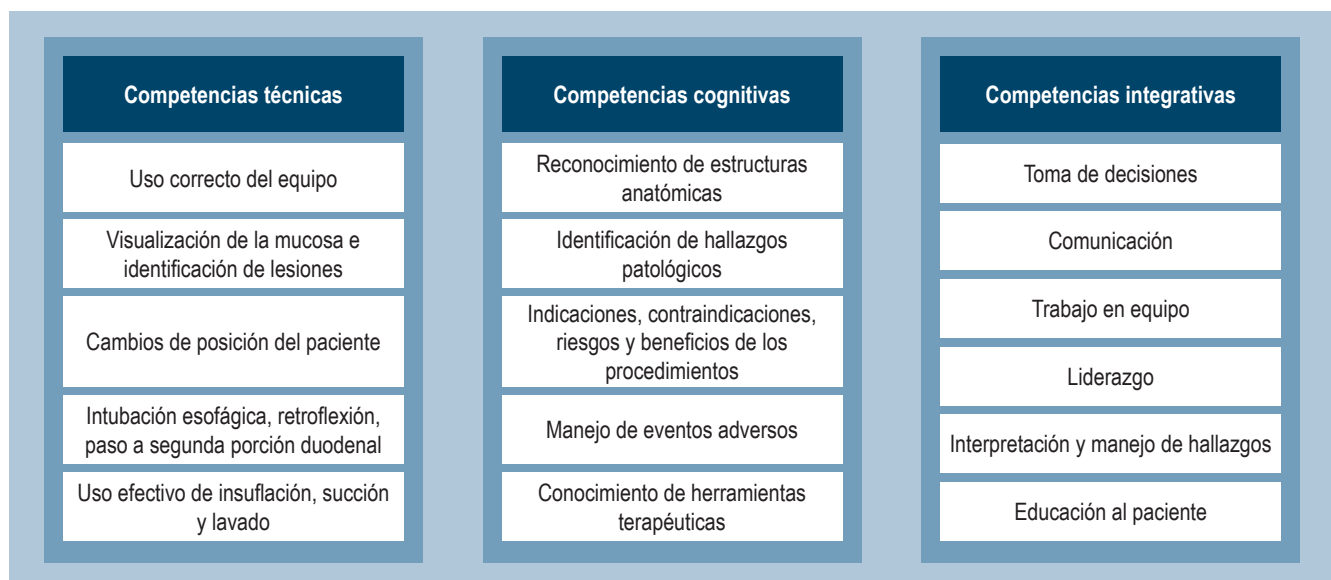 Competencias técnicas
Uso correcto del equipo
Visualización de la mucosa e
identificación de lesiones
Cambios de posición del paciente
Intubación esofágica, retroflexión,
paso a segunda porción duodenal
Uso efectivo de insuflación, succión
y lavado
Competencias cognitivas
Reconocimiento de estructuras
anatómicas
Identificación de hallazgos
patológicos
Indicaciones, contraindicaciones,
riesgos y beneficios de los
procedimientos
Manejo de eventos adversos
Conocimiento de herramientas
terapéuticas
Competencias integrativas
Toma de decisiones
Comunicación
Trabajo en equipo
Liderazgo
Interpretación y manejo de hallazgos
Educación al paciente